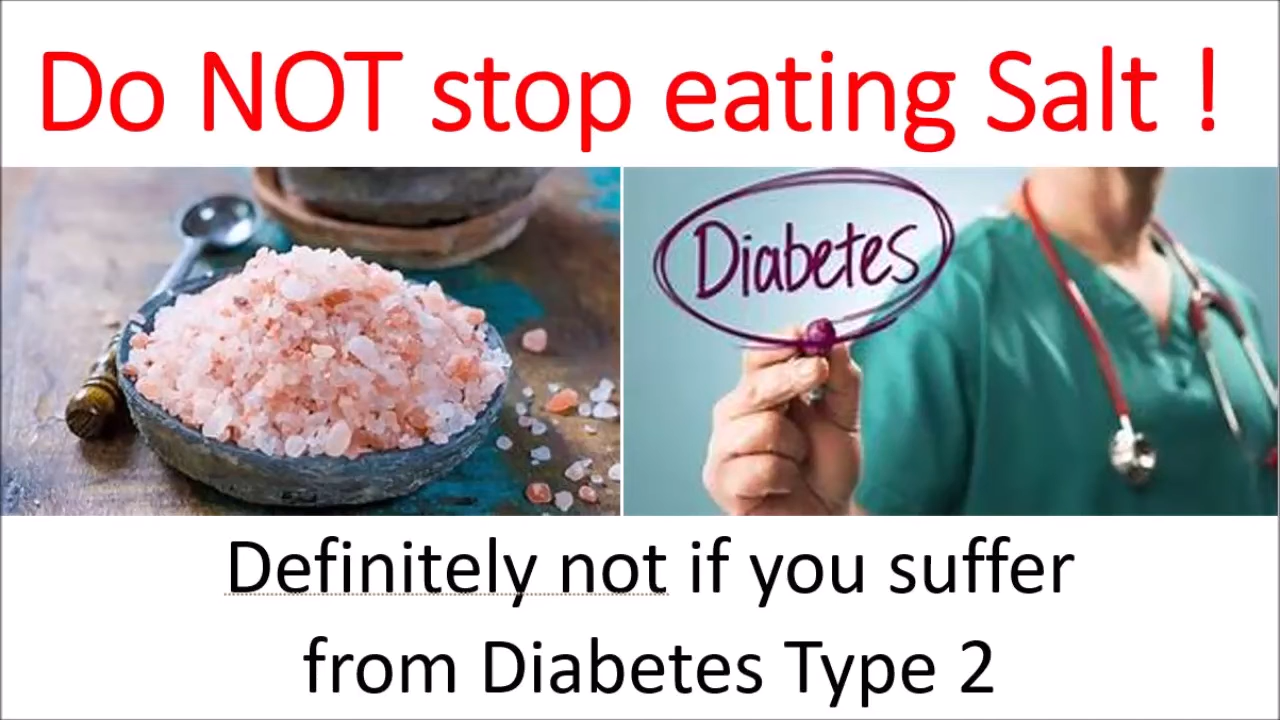 Do NOT stop eating Salt !
Diabetes
Definitely not if you suffer
from Diabetes Type 2